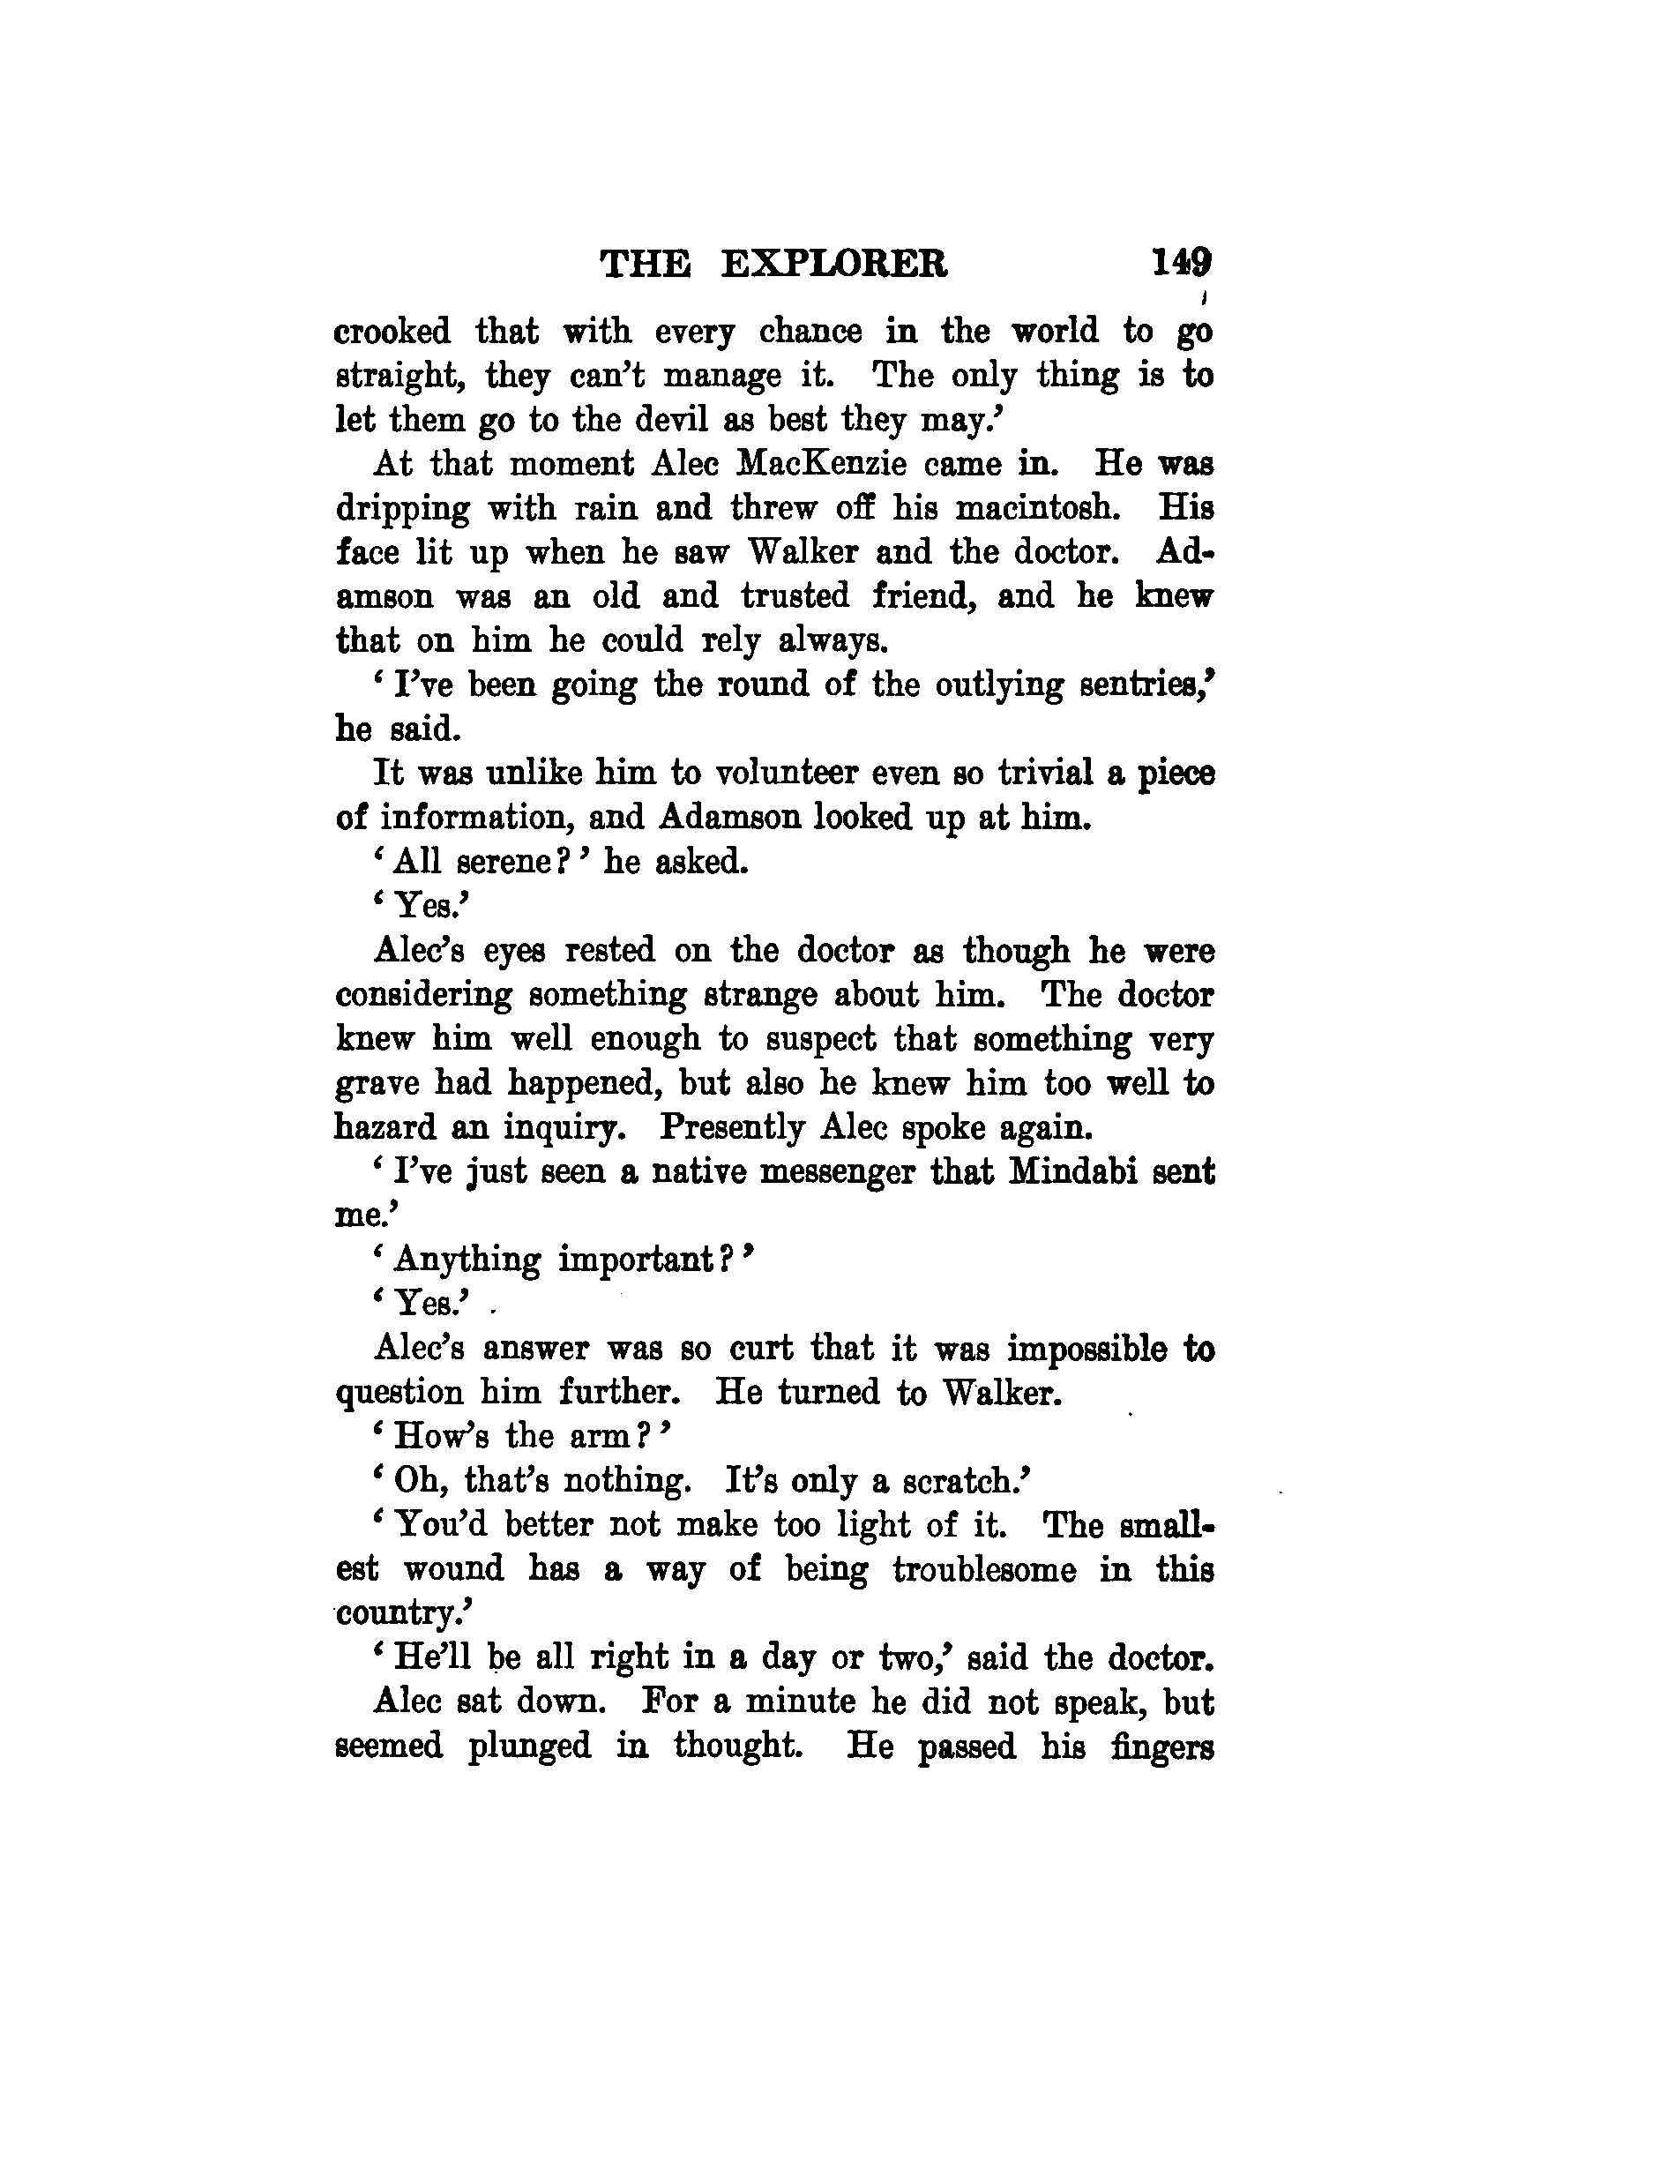 THE EXPLORER 149
crooked that with every chance in the world to go
straight, they can't manage it. The only thing is to
let them go to the devil as best they may.'
At that moment Alec MacKenzie came in. He was
dripping with rain and threw off his macintosh. His
face lit up when he saw Walker and the doctor. Ad-
amson was an old and trusted friend, and he knew
that on him he could rely always.
'I've been going the round of the outlying sentries,'
he said.
It was unlike him to volunteer even so trivial a piece
of information, and Adamson looked up at him.
'All serene?' he asked.
'Yes.'
Alec's eyes rested on the doctor as though he were
considering something strange about him. The doctor
knew him well enough to suspect that something very
grave had happened, but also he knew him too well to
hazard an inquiry. Presently Alec spoke again.
'I've just seen a native messenger that Mindabi sent
me.'
'Anything important?'
'Yes.'
Alec's answer was so curt that it was impossible to
question him further. He turned to Walker.
'How's the arm?'
'Oh, that's nothing. It's only a scratch.'
'You'd better not make too light of it. The small-
est wound has a way of being troublesome in this
country.'
'He'll be all right in a day or two,' said the doctor.
Alec sat down. For a minute he did not speak, but
seemed plunged in thought. He passed his fingers